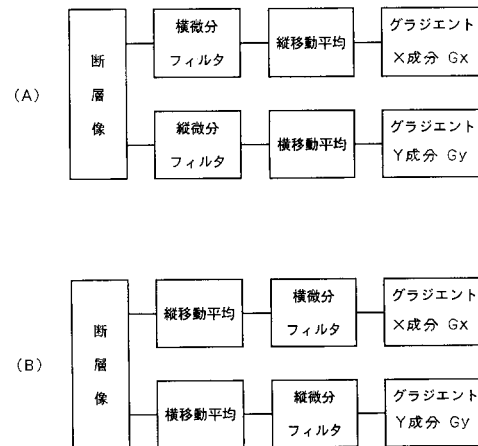 (A)
断
層
像
横微分
フィルタ
縦移動平均
グラジエント
X成分 Gx
縦微分
フィルタ
横移動平均
グラジエント
Y成分 Gy
(B)
断
層
像
縦移動平均
横微分
フィルタ
グラジエント
X成分 Gx
横移動平均
縦微分
フィルタ
グラジエント
Y成分 Gy